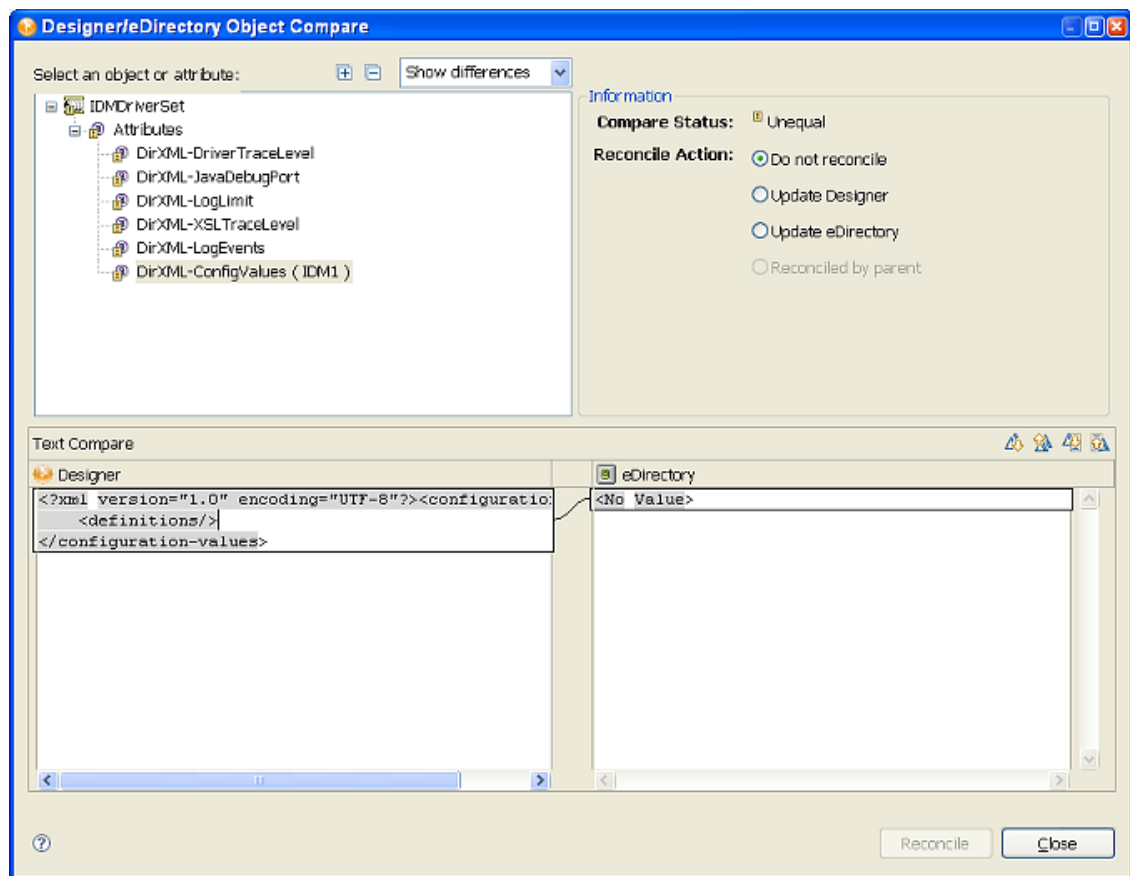 Designer/eDirectory Object Compare
Select an object or attribute:
Show differences
IDMDriverSet
Attributes
DirXML-DriverTraceLevel
DirXML-JavaDebugPort
DirXML-LogLimit
DirXML-XSLTraceLevel
DirXML-LogEvents
DirXML-ConfigValues ( IDM1 )
Information
Compare Status: Unequal
Reconcile Action: Do not reconcile
Update Designer
Update eDirectory
Reconciled by parent
Text Compare
Designer
eDirectory
<?xml version="1.0" encoding="UTF-8"?><configuratio
<definitions/>
</configuration-values>
<No Value>
Reconcile
Close